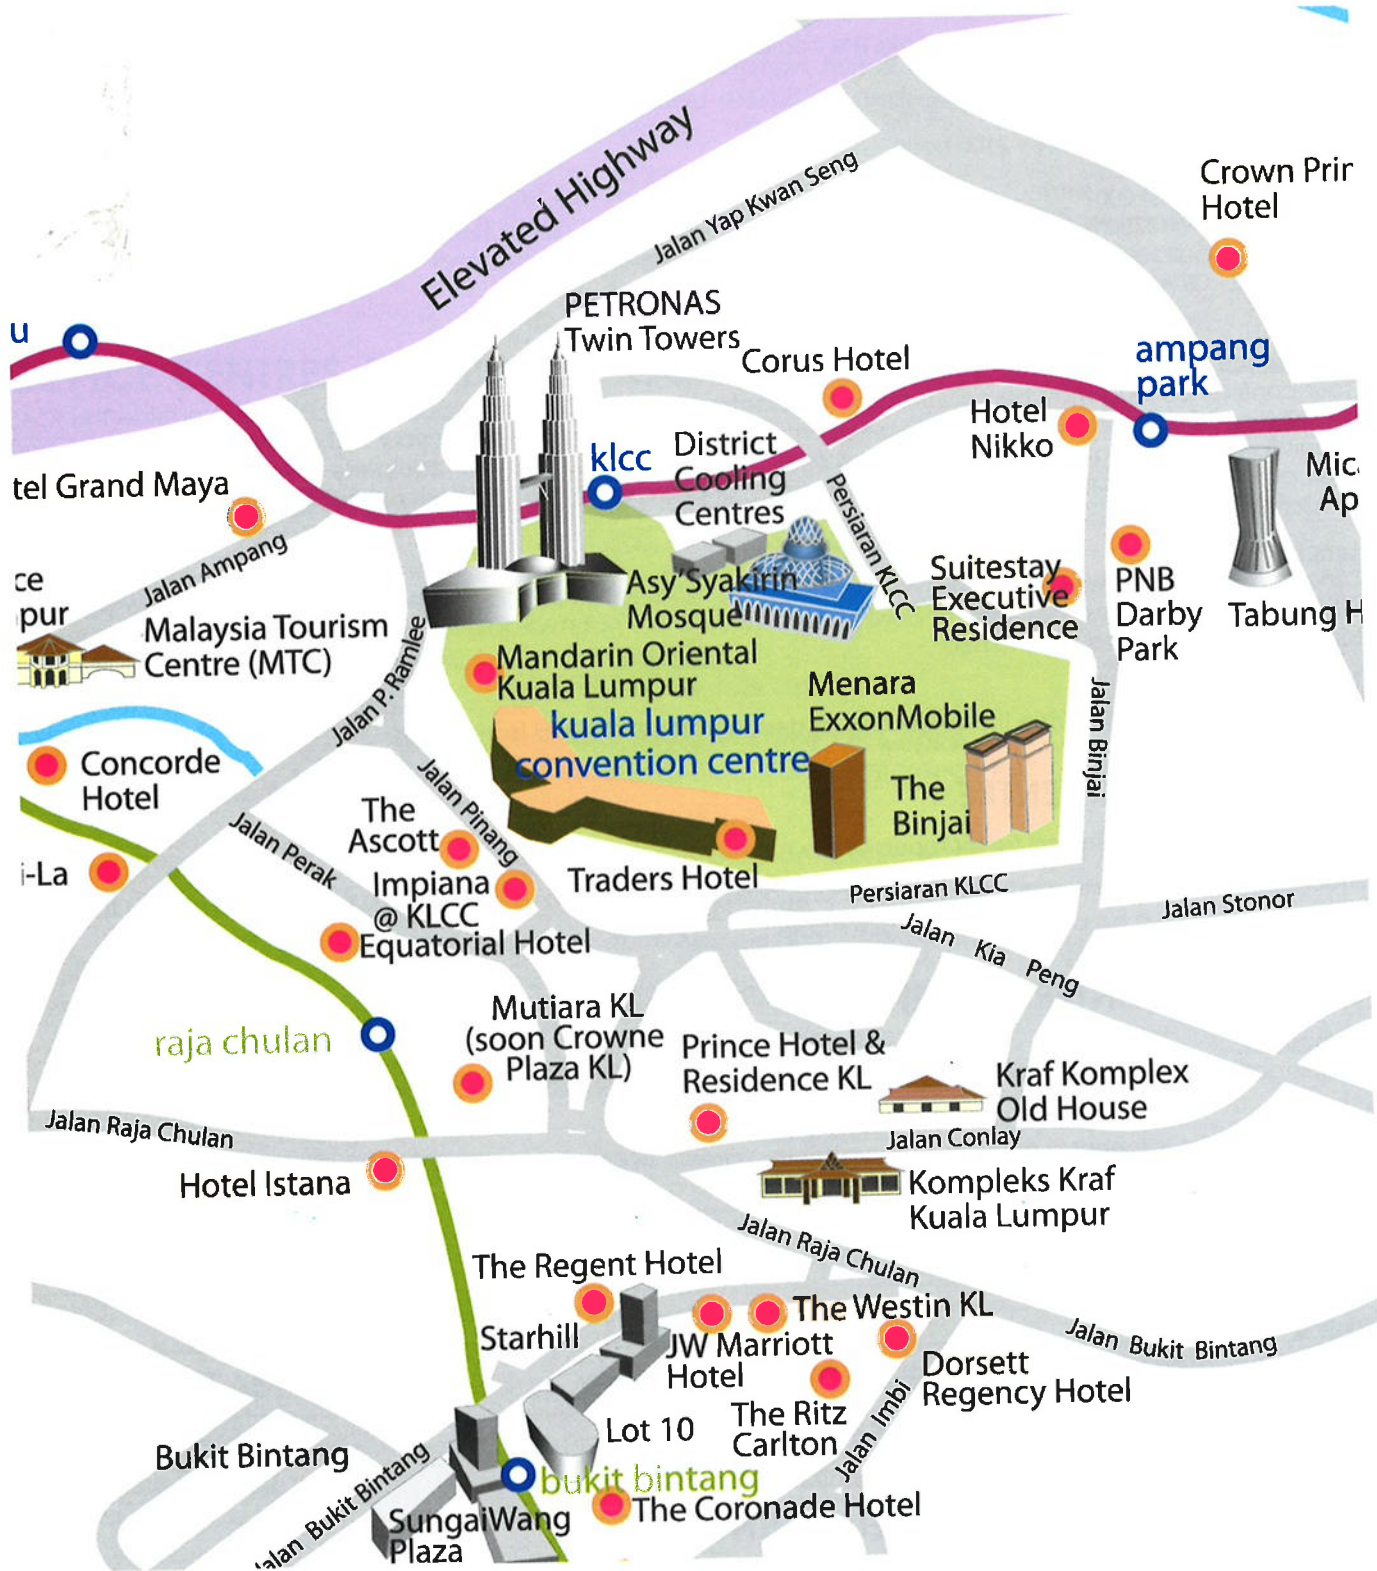 Elevated Highway
Jalan Yap Kwan Seng
Crown Prir
Hotel
PETRONAS
Twin Towers
Corus Hotel
u
ampang
park
Hotel
Nikko
klcc
District
Cooling
Centres
tel Grand Maya
Jalan Ampang
Persiaran KLCC
Mic
Ap
ce
pur
Malaysia Tourism
Centre (MTC)
Asy'Syakirin
Mosque
Suitestay
Executive
Residence
PNB
Darby
Park
Tabung H
Jalan P. Ramlee
Mandarin Oriental
Kuala Lumpur
kuala lumpur
convention centre
Menara
ExxonMobile
The
Binjai
Jalan Binjai
Concorde
Hotel
Jalan Pinang
The
Ascott
Jalan Perak
i-La
Impiana
@ KLCC
Traders Hotel
Persiaran KLCC
Jalan Stonor
Equatorial Hotel
Jalan Kia Peng
raja chulan
Mutiara KL
(soon Crowne
Plaza KL)
Prince Hotel &
Residence KL
Kraf Komplex
Old House
Jalan Raja Chulan
Jalan Conlay
Hotel Istana
Kompleks Kraf
Kuala Lumpur
Jalan Raja Chulan
The Regent Hotel
Starhill
The Westin KL
JW Marriott
Hotel
Jalan Bukit Bintang
Dorsett
Regency Hotel
The Ritz
Carlton
Jalan Imbi
Lot 10
Bukit Bintang
Jalan Bukit Bintang
bukit bintang
The Coronade Hotel
SungaiWang
Plaza